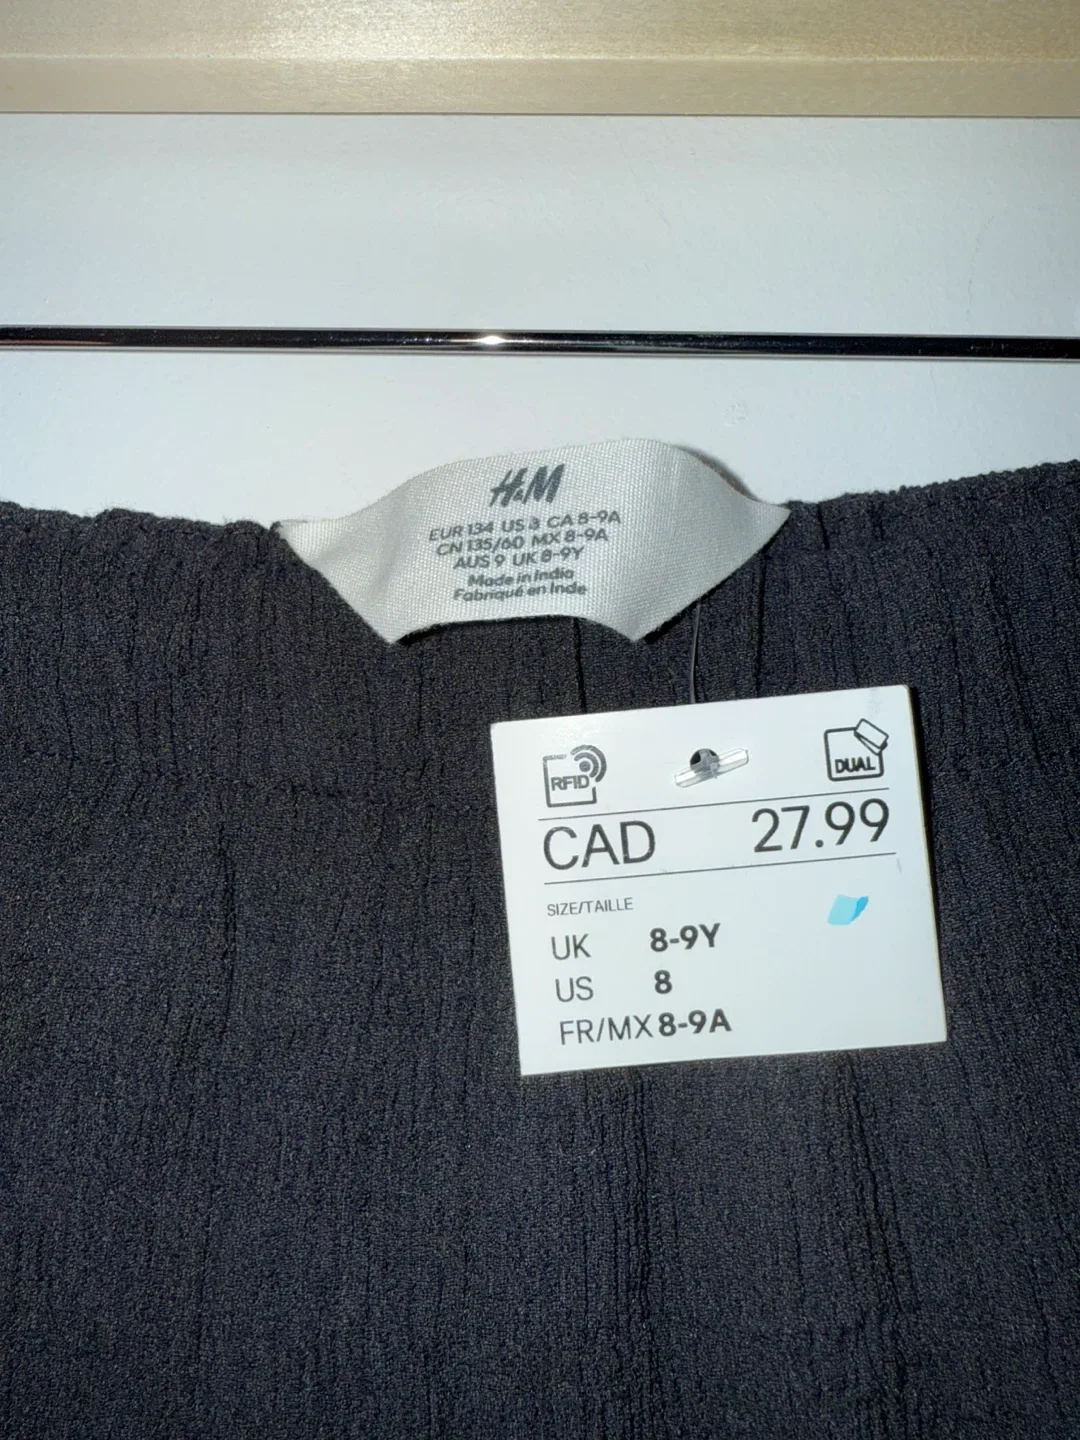 H&M
EUR 134 US 8 CA 8-9A
CN 135/60 MX 8-9A
AUS 9 UK 8-9Y
Made in India
Fabriqué en Inde
RFID
DUAL
CAD 27.99
SIZE/TAILLE
UK 8-9Y
US 8
FR/MX 8-9A